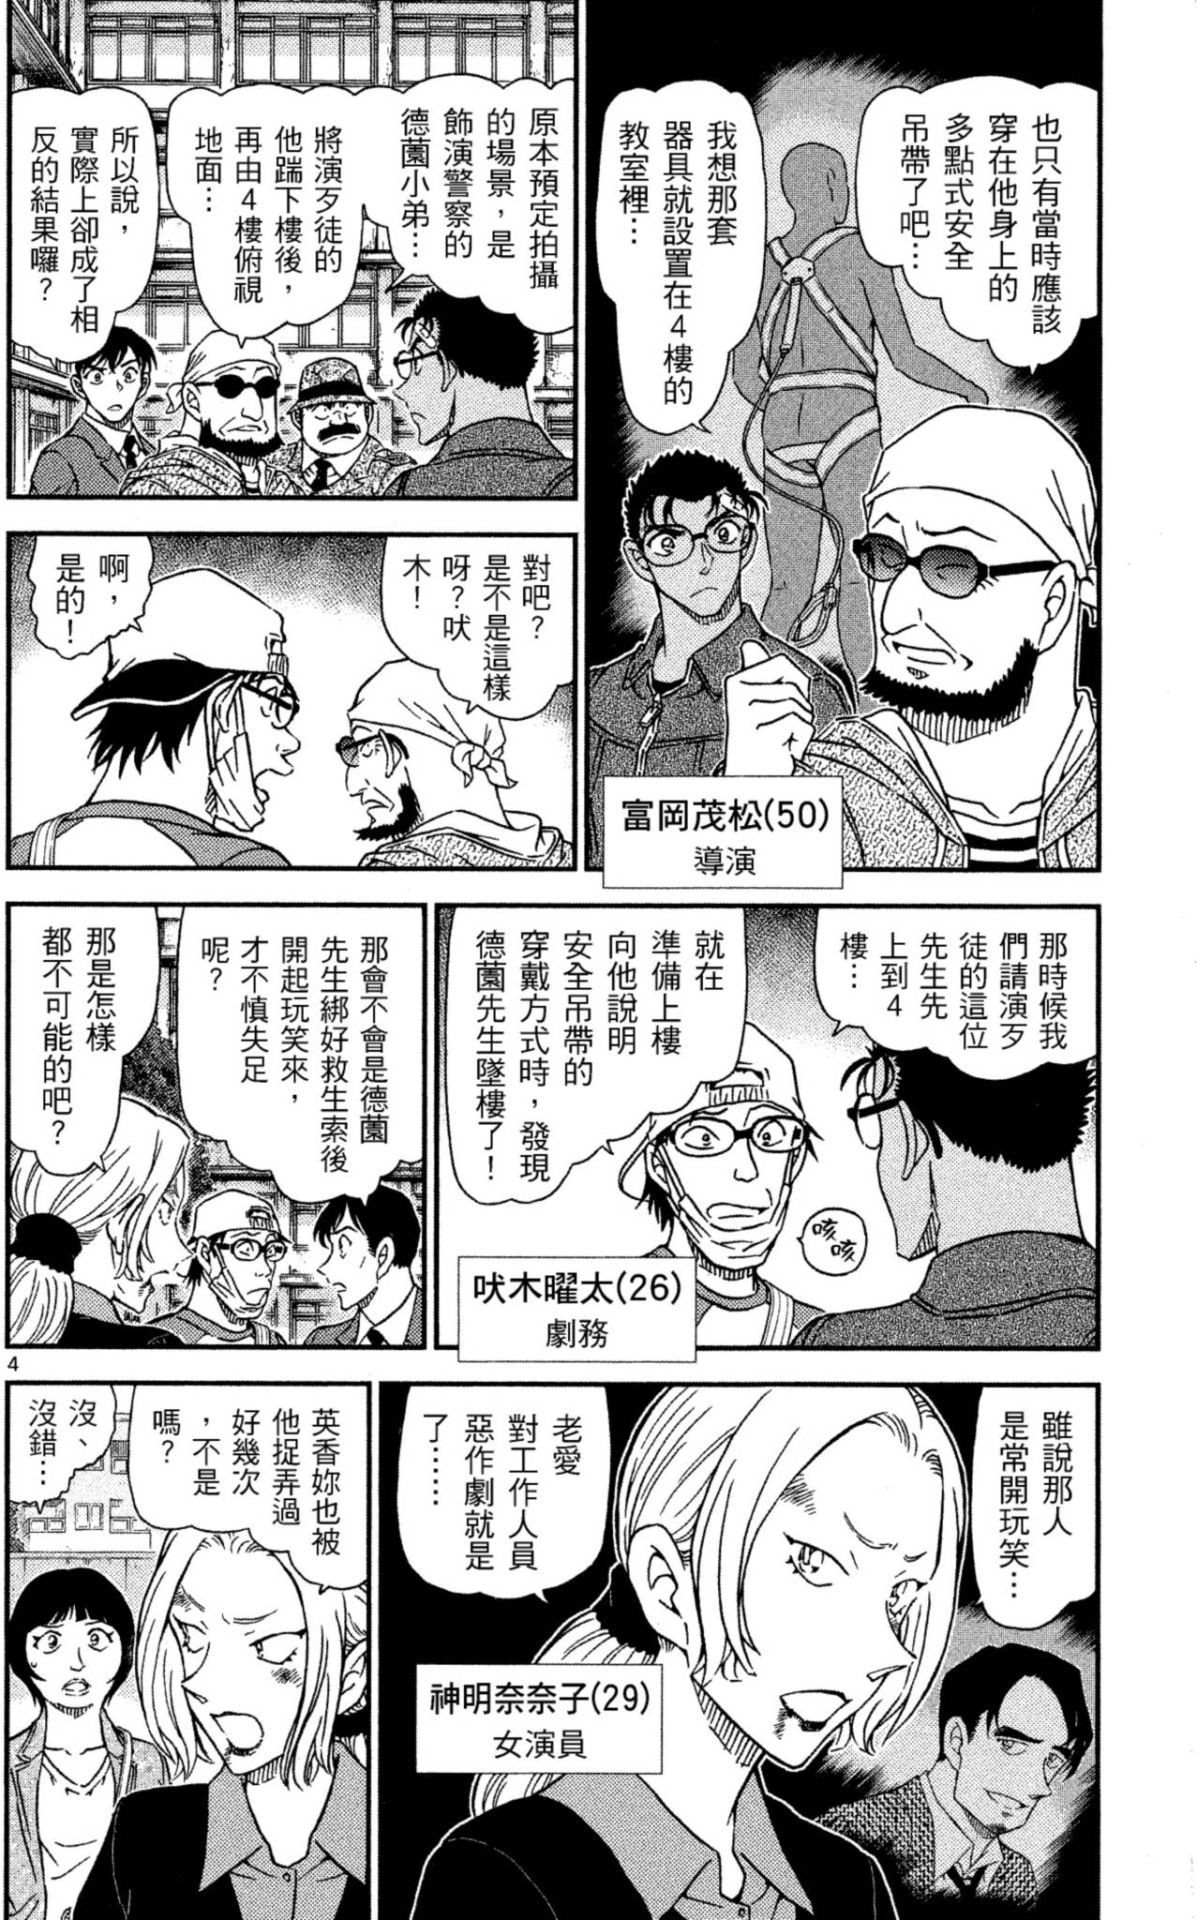 也只有當時應該
穿在他身上的
多點式安全
吊帶了吧…
我想那套
器具就設置在4樓的
教室裡…
富岡茂松(50)
導演
原本預定拍攝
的場景，是
飾演警察的
德薗小弟…
將演歹徒的
他踹下樓後，
再由4樓俯視
地面…
所以說，
實際上卻成了相
反的結果囉？
對吧？
是不是這樣
呀？吠
木！
啊，
是的！
那時候我
們請演歹
徒的這位
先生先
上到4
樓…
就在
準備上樓
向他說明
安全吊帶的
穿戴方式時，發現
德薗先生墜樓了！
咳
咳
吠木曜太(26)
劇務
那會不會是德薗
先生綁好救生索後
開起玩笑來，
才不慎失足
呢？
那是怎樣
都不可能的吧？
4
雖說那人
是常開玩笑…
老愛
對工作人員
惡作劇就是
了……
神明奈奈子(29)
女演員
英香妳也被
他捉弄過
好幾次
，不是
嗎？
沒、
沒錯…